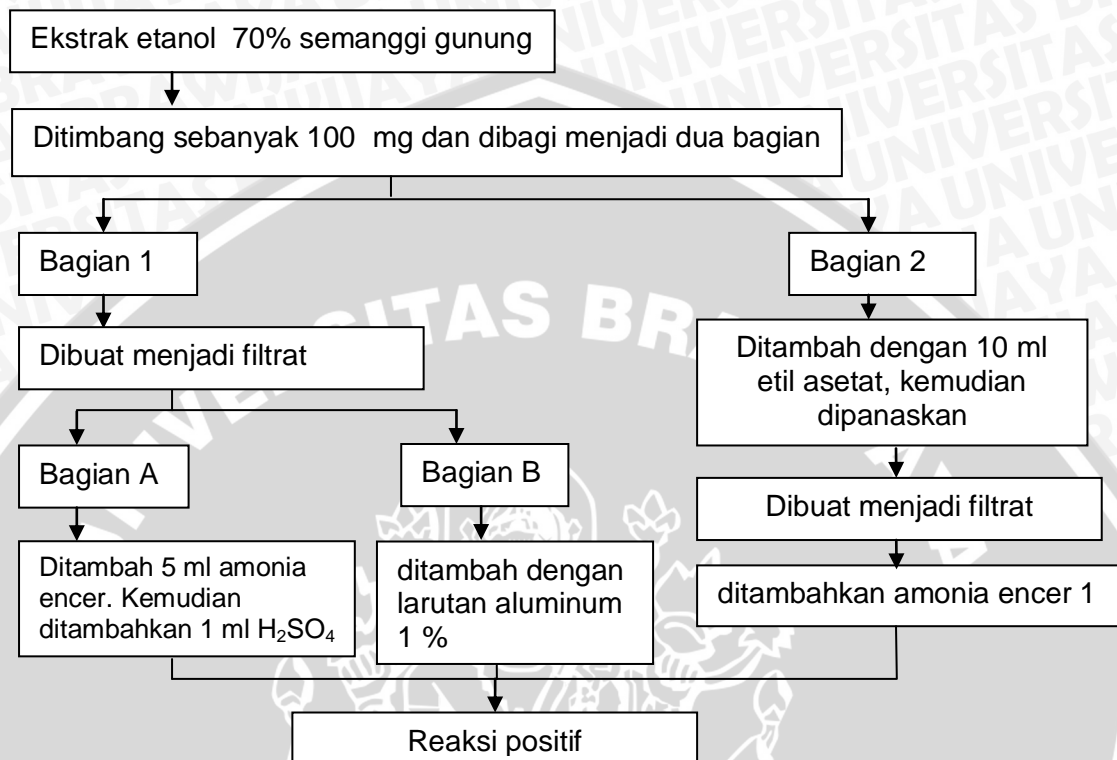 Ekstrak etanol  70% semanggi gunung
Ditimbang sebanyak 100  mg dan dibagi menjadi dua bagian
Bagian 1
Bagian 2
Dibuat menjadi filtrat
Ditambah dengan 10 ml
etil asetat, kemudian
dipanaskan
Bagian A
Bagian B
Dibuat menjadi filtrat
Ditambah 5 ml amonia
encer. Kemudian
ditambahkan 1 ml H₂SO₄
ditambah dengan
larutan aluminum
1 %
ditambahkan amonia encer 1
Reaksi positif
UNIVERSITAS BRAWIJAYA